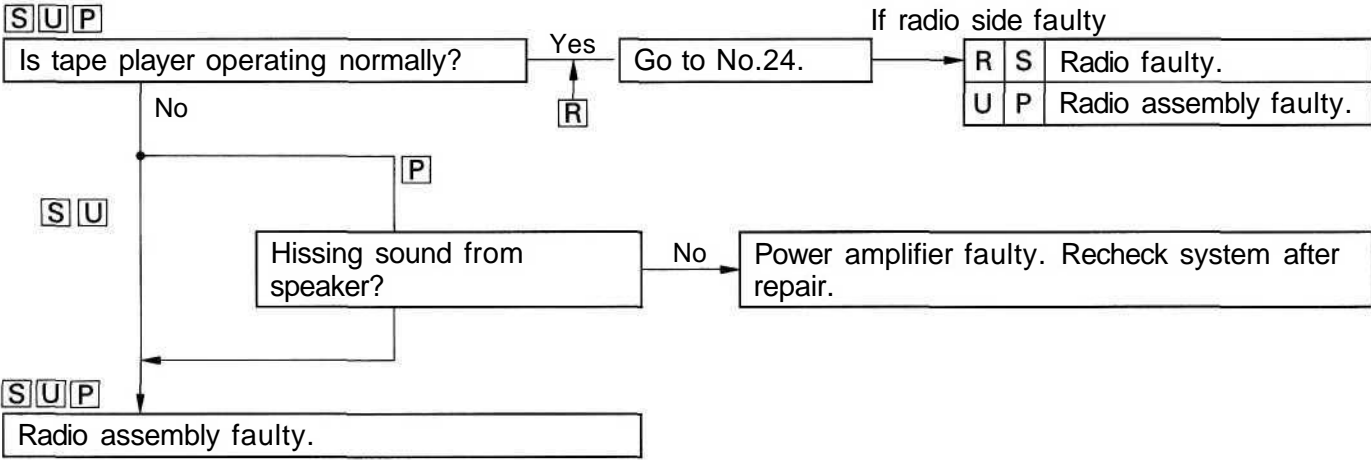 S U P
If radio side faulty
Is tape player operating normally?
Yes
Go to No.24.
R S Radio faulty.
U P Radio assembly faulty.
R
No
P
S U
Hissing sound from
speaker?
No
Power amplifier faulty. Recheck system after
repair.
S U P
Radio assembly faulty.